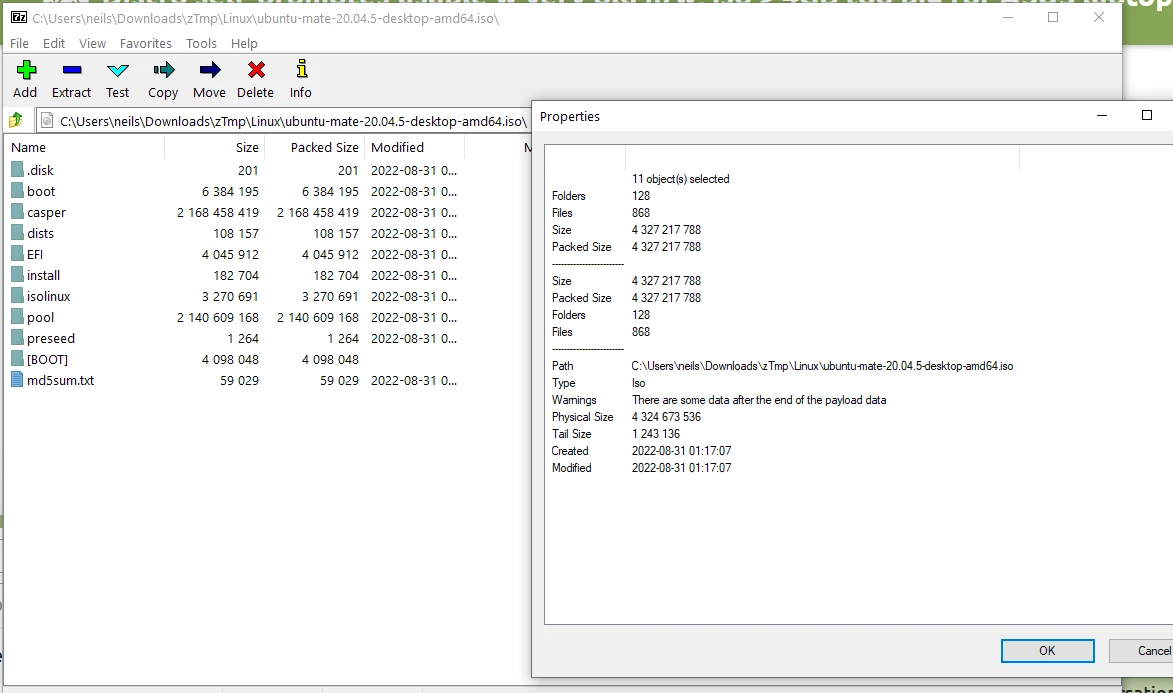 C:\Users\neils\Downloads\zTmp\Linux\ubuntu-mate-20.04.5-desktop-amd64.iso\
File Edit View Favorites Tools Help
Add Extract Test Copy Move Delete Info
C:\Users\neils\Downloads\zTmp\Linux\ubuntu-mate-20.04.5-desktop-amd64.iso\
Name Size Packed Size Modified
.disk 201 201 2022-08-31 0...
boot 6 384 195 6 384 195 2022-08-31 0...
casper 2 168 458 419 2 168 458 419 2022-08-31 0...
dists 108 157 108 157 2022-08-31 0...
EFI 4 045 912 4 045 912 2022-08-31 0...
install 182 704 182 704 2022-08-31 0...
isolinux 3 270 691 3 270 691 2022-08-31 0...
pool 2 140 609 168 2 140 609 168 2022-08-31 0...
preseed 1 264 1 264 2022-08-31 0...
[BOOT] 4 098 048 4 098 048
md5sum.txt 59 029 59 029 2022-08-31 0...
Properties
11 object(s) selected
Folders 128
Files 868
Size 4 327 217 788
Packed Size 4 327 217 788
------------------------
Size 4 327 217 788
Packed Size 4 327 217 788
Folders 128
Files 868
------------------------
Path C:\Users\neils\Downloads\zTmp\Linux\ubuntu-mate-20.04.5-desktop-amd64.iso
Type Iso
Warnings There are some data after the end of the payload data
Physical Size 4 324 673 536
Tail Size 1 243 136
Created 2022-08-31 01:17:07
Modified 2022-08-31 01:17:07
OK Cancel